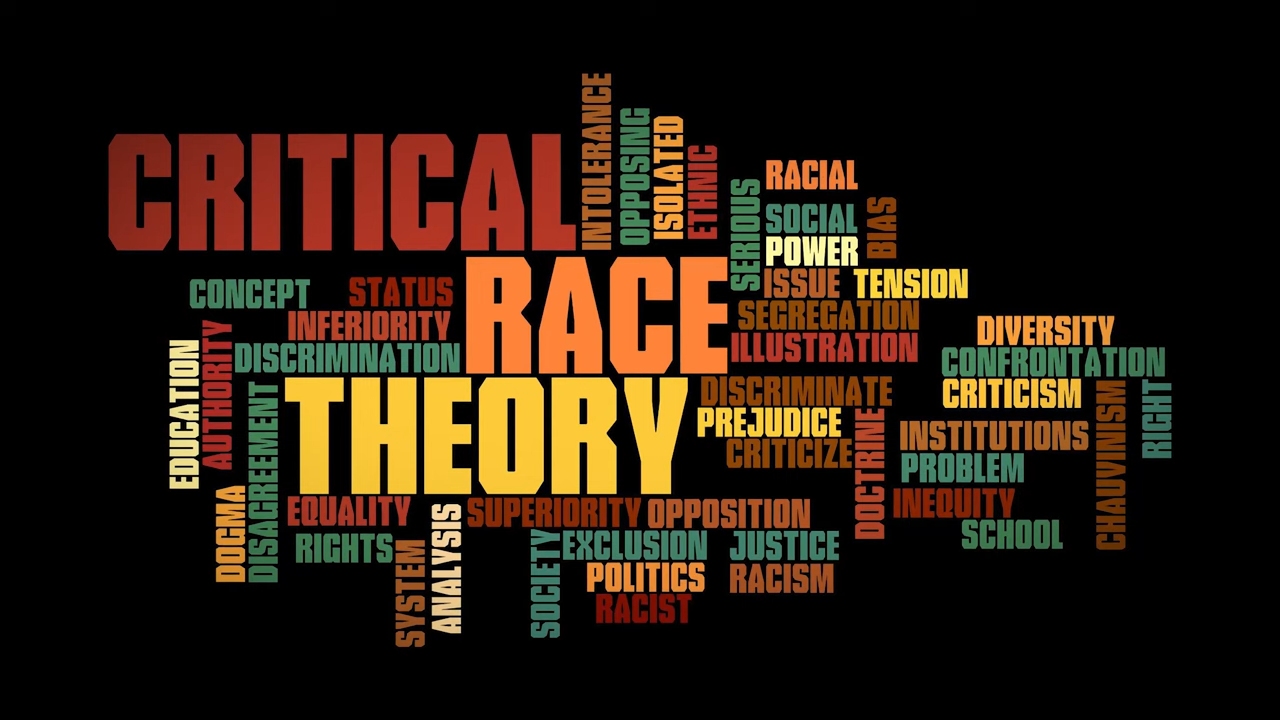 CRITICAL
INTOLERANCE
OPPOSING
ISOLATED
ETHNIC
SERIOUS
RACIAL
SOCIAL
BIAS
POWER
ISSUE
TENSION
RACE
CONCEPT
STATUS
INFERIORITY
DISCRIMINATION
SEGREGATION
ILLUSTRATION
DIVERSITY
CONFRONTATION
CRITICISM
EDUCATION
AUTHORITY
DISAGREEMENT
DOGMA
THEORY
DISCRIMINATE
PREJUDICE
CRITICIZE
DOCTRINE
INSTITUTIONS
PROBLEM
INEQUITY
SCHOOL
CHAUVINISM
RIGHT
EQUALITY
RIGHTS
SYSTEM
ANALYSIS
SUPERIORITY
OPPOSITION
SOCIETY
EXCLUSION
JUSTICE
POLITICS
RACISM
RACIST